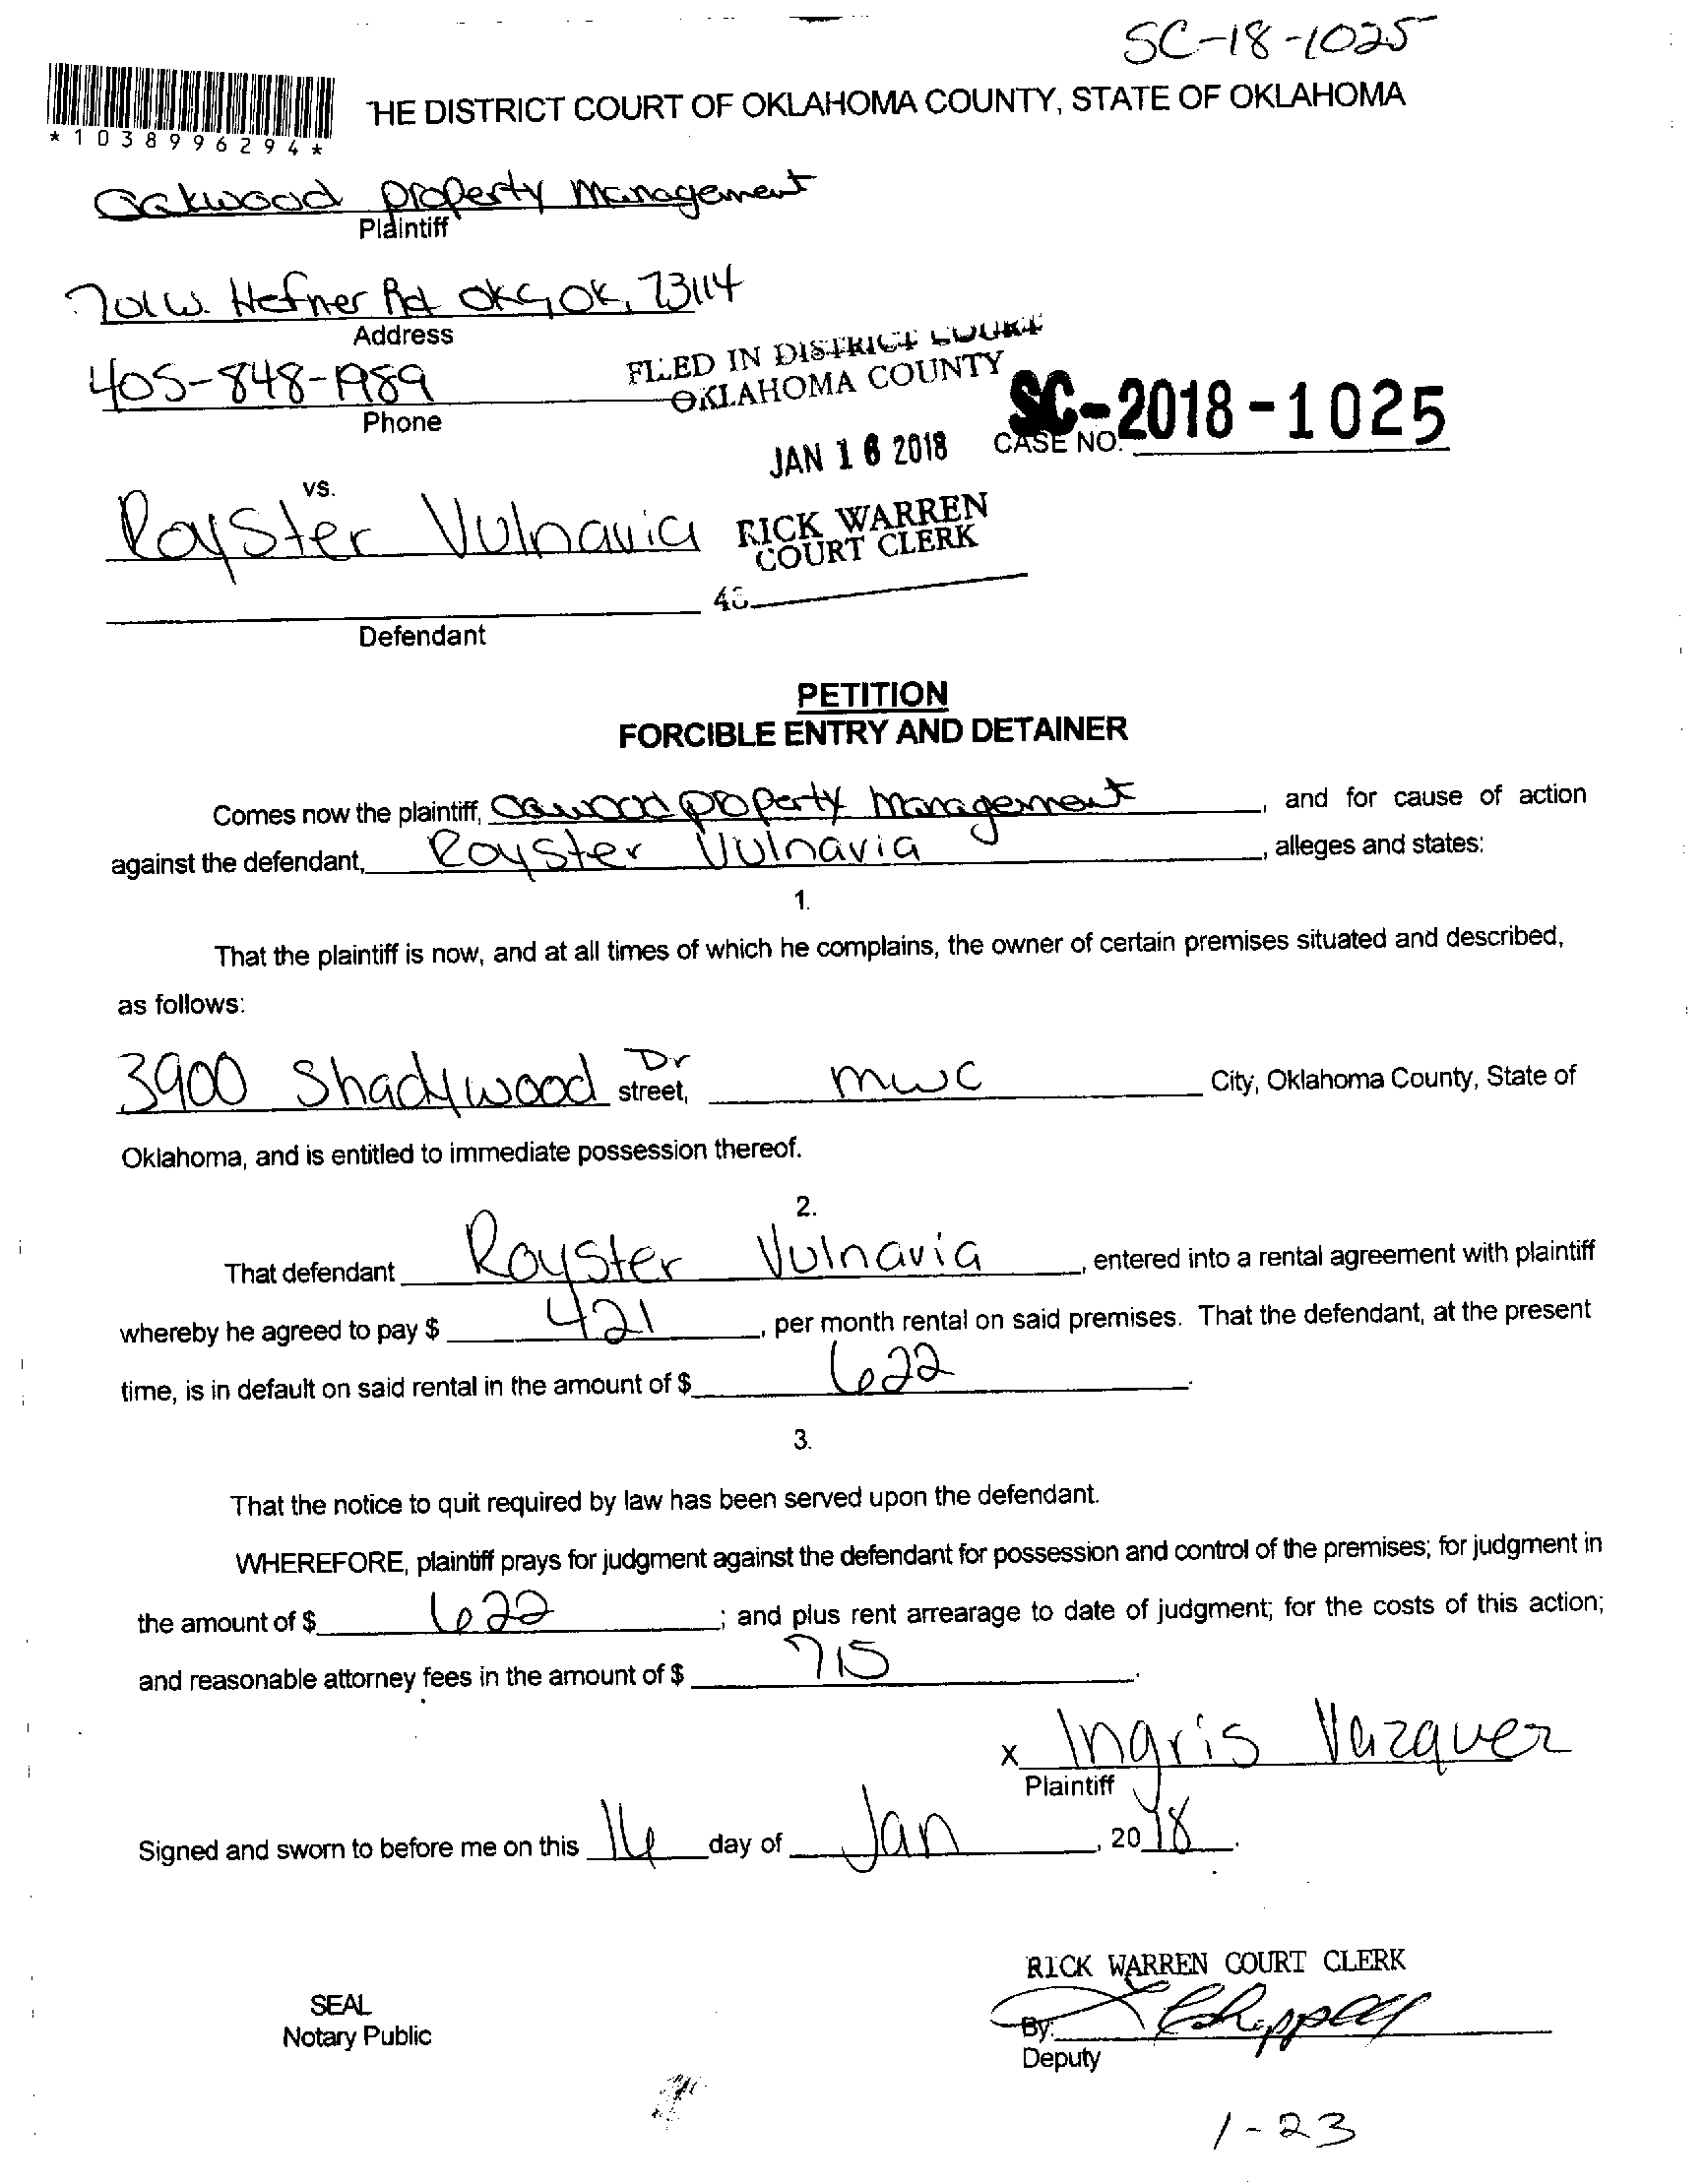 SC-18-1025
THE DISTRICT COURT OF OKLAHOMA COUNTY, STATE OF OKLAHOMA
*1038996294*
Oakwood Property Management
Plaintiff
701 W. Hefner Rd OKC, OK, 73114
Address
405-848-1989
Phone
FILED IN DISTRICT COURT
OKLAHOMA COUNTY
SC-2018-1025
CASE NO.
JAN 16 2018
vs.
Royster Vulnavia
RICK WARREN
COURT CLERK
Defendant
PETITION
FORCIBLE ENTRY AND DETAINER
Comes now the plaintiff, Oawood property Management, and for cause of action
against the defendant, Royster Vulnavia, alleges and states:
1.
That the plaintiff is now, and at all times of which he complains, the owner of certain premises situated and described,
as follows:
3900 Shadywood Dr street, MWC City, Oklahoma County, State of
Oklahoma, and is entitled to immediate possession thereof.
2.
That defendant Royster Vulnavia, entered into a rental agreement with plaintiff
whereby he agreed to pay $ 421, per month rental on said premises. That the defendant, at the present
time, is in default on said rental in the amount of $ 622.
3.
That the notice to quit required by law has been served upon the defendant.
WHEREFORE, plaintiff prays for judgment against the defendant for possession and control of the premises; for judgment in
the amount of $ 622; and plus rent arrearage to date of judgment; for the costs of this action;
and reasonable attorney fees in the amount of $ 715.
x Ingris Vazquez
Plaintiff
Signed and sworn to before me on this 16 day of Jan, 2018.
RICK WARREN COURT CLERK
SEAL
Notary Public
By:
Deputy
1-23